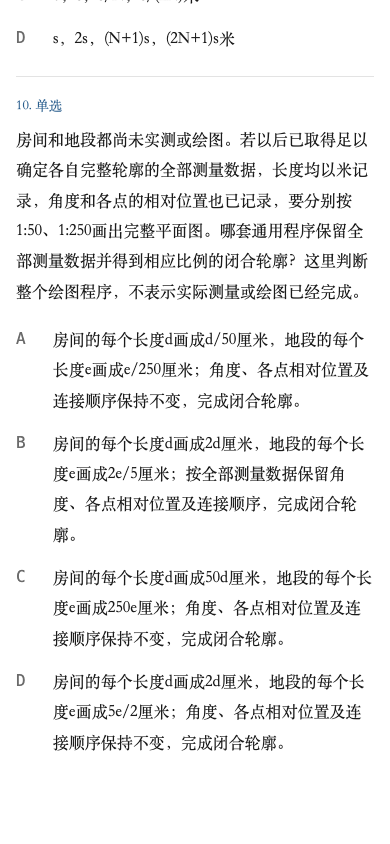 D s，2s，(N+1)s，(2N+1)s米
10. 单选
房间和地段都尚未实测或绘图。若以后已取得足以
确定各自完整轮廓的全部测量数据，长度均以米记
录，角度和各点的相对位置也已记录，要分别按
1:50、1:250画出完整平面图。哪套通用程序保留全
部测量数据并得到相应比例的闭合轮廓？这里判断
整个绘图程序，不表示实际测量或绘图已经完成。
A 房间的每个长度d画成d/50厘米，地段的每个
长度e画成e/250厘米；角度、各点相对位置及
连接顺序保持不变，完成闭合轮廓。
B 房间的每个长度d画成2d厘米，地段的每个长
度e画成2e/5厘米；按全部测量数据保留角
度、各点相对位置及连接顺序，完成闭合轮
廓。
C 房间的每个长度d画成50d厘米，地段的每个长
度e画成250e厘米；角度、各点相对位置及连
接顺序保持不变，完成闭合轮廓。
D 房间的每个长度d画成2d厘米，地段的每个长
度e画成5e/2厘米；角度、各点相对位置及连
接顺序保持不变，完成闭合轮廓。